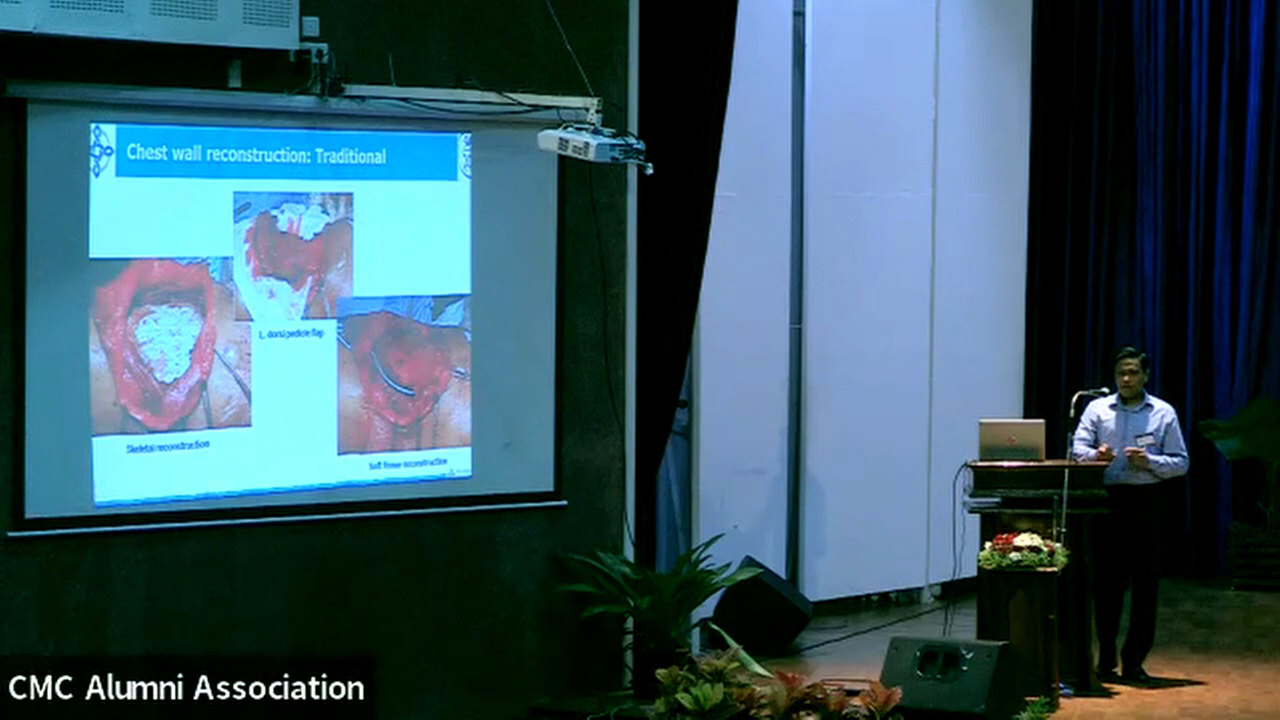 Chest wall reconstruction: Traditional
L. dorsi pedicle flap
Skeletal reconstruction
Soft tissue reconstruction
CMC Alumni Association